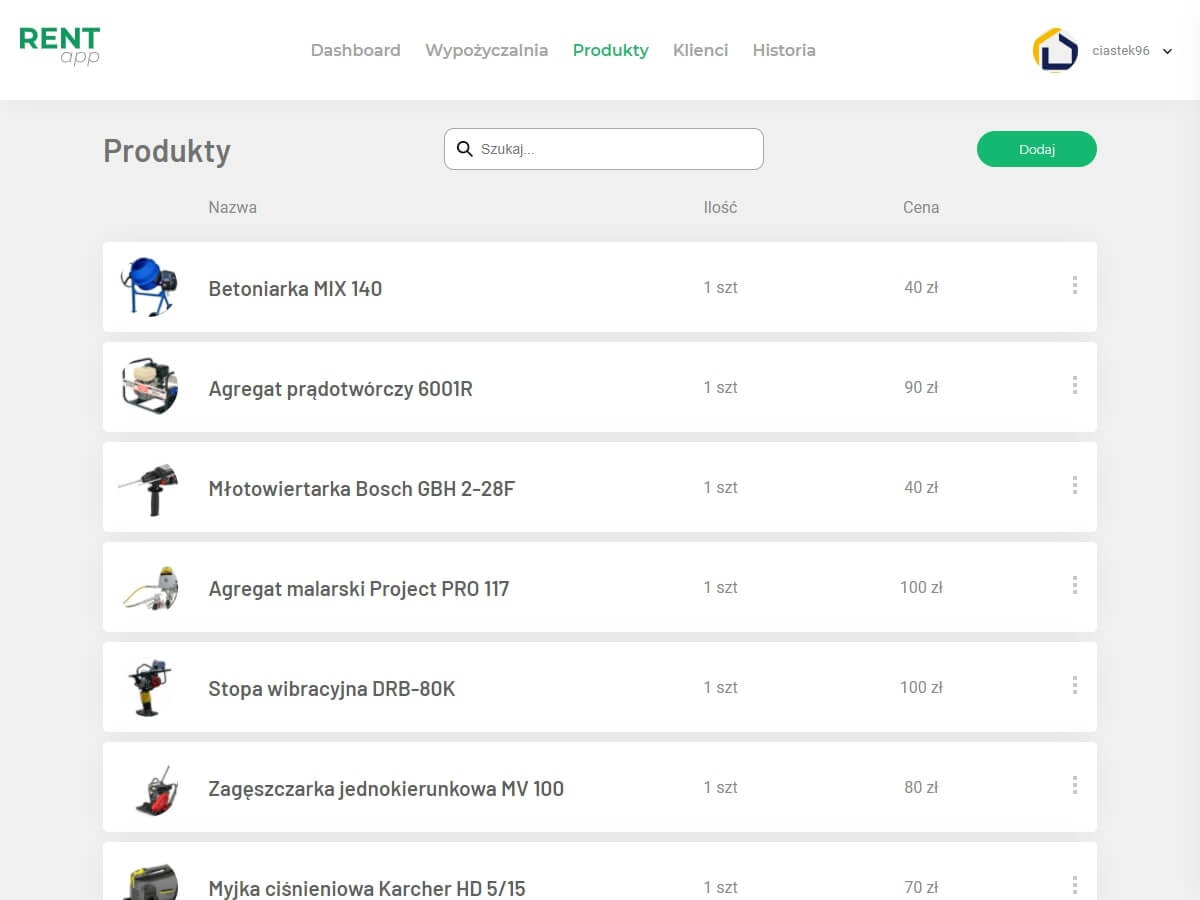 RENT
app
Dashboard Wypożyczalnia Produkty Klienci Historia
ciastek96
Produkty
Szukaj...
Dodaj
Nazwa Ilość Cena
Betoniarka MIX 140 1 szt 40 zł
Agregat prądotwórczy 6001R 1 szt 90 zł
Młotowiertarka Bosch GBH 2-28F 1 szt 40 zł
Agregat malarski Project PRO 117 1 szt 100 zł
Stopa wibracyjna DRB-80K 1 szt 100 zł
Zagęszczarka jednokierunkowa MV 100 1 szt 80 zł
Myjka ciśnieniowa Karcher HD 5/15 1 szt 70 zł